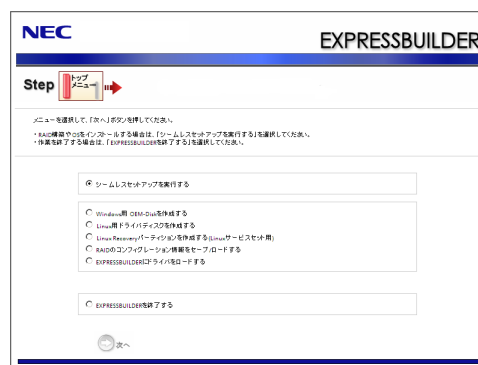 NEC
EXPRESSBUILDER
Step
トップ
メニュー
メニューを選択して、「次へ」ボタンを押してください。
・RAID構築やOSをインストールする場合は、「シームレスセットアップを実行する」を選択してください。
・作業を終了する場合は、「EXPRESSBUILDERを終了する」を選択してください。
シームレスセットアップを実行する
Windows用 OEM-Diskを作成する
Linux用ドライバディスクを作成する
Linux Recoveryパーティションを作成する(Linuxサービスセット用)
RAIDのコンフィグレーション情報をセーブ/ロードする
EXPRESSBUILDERにドライバをロードする
EXPRESSBUILDERを終了する
次へ